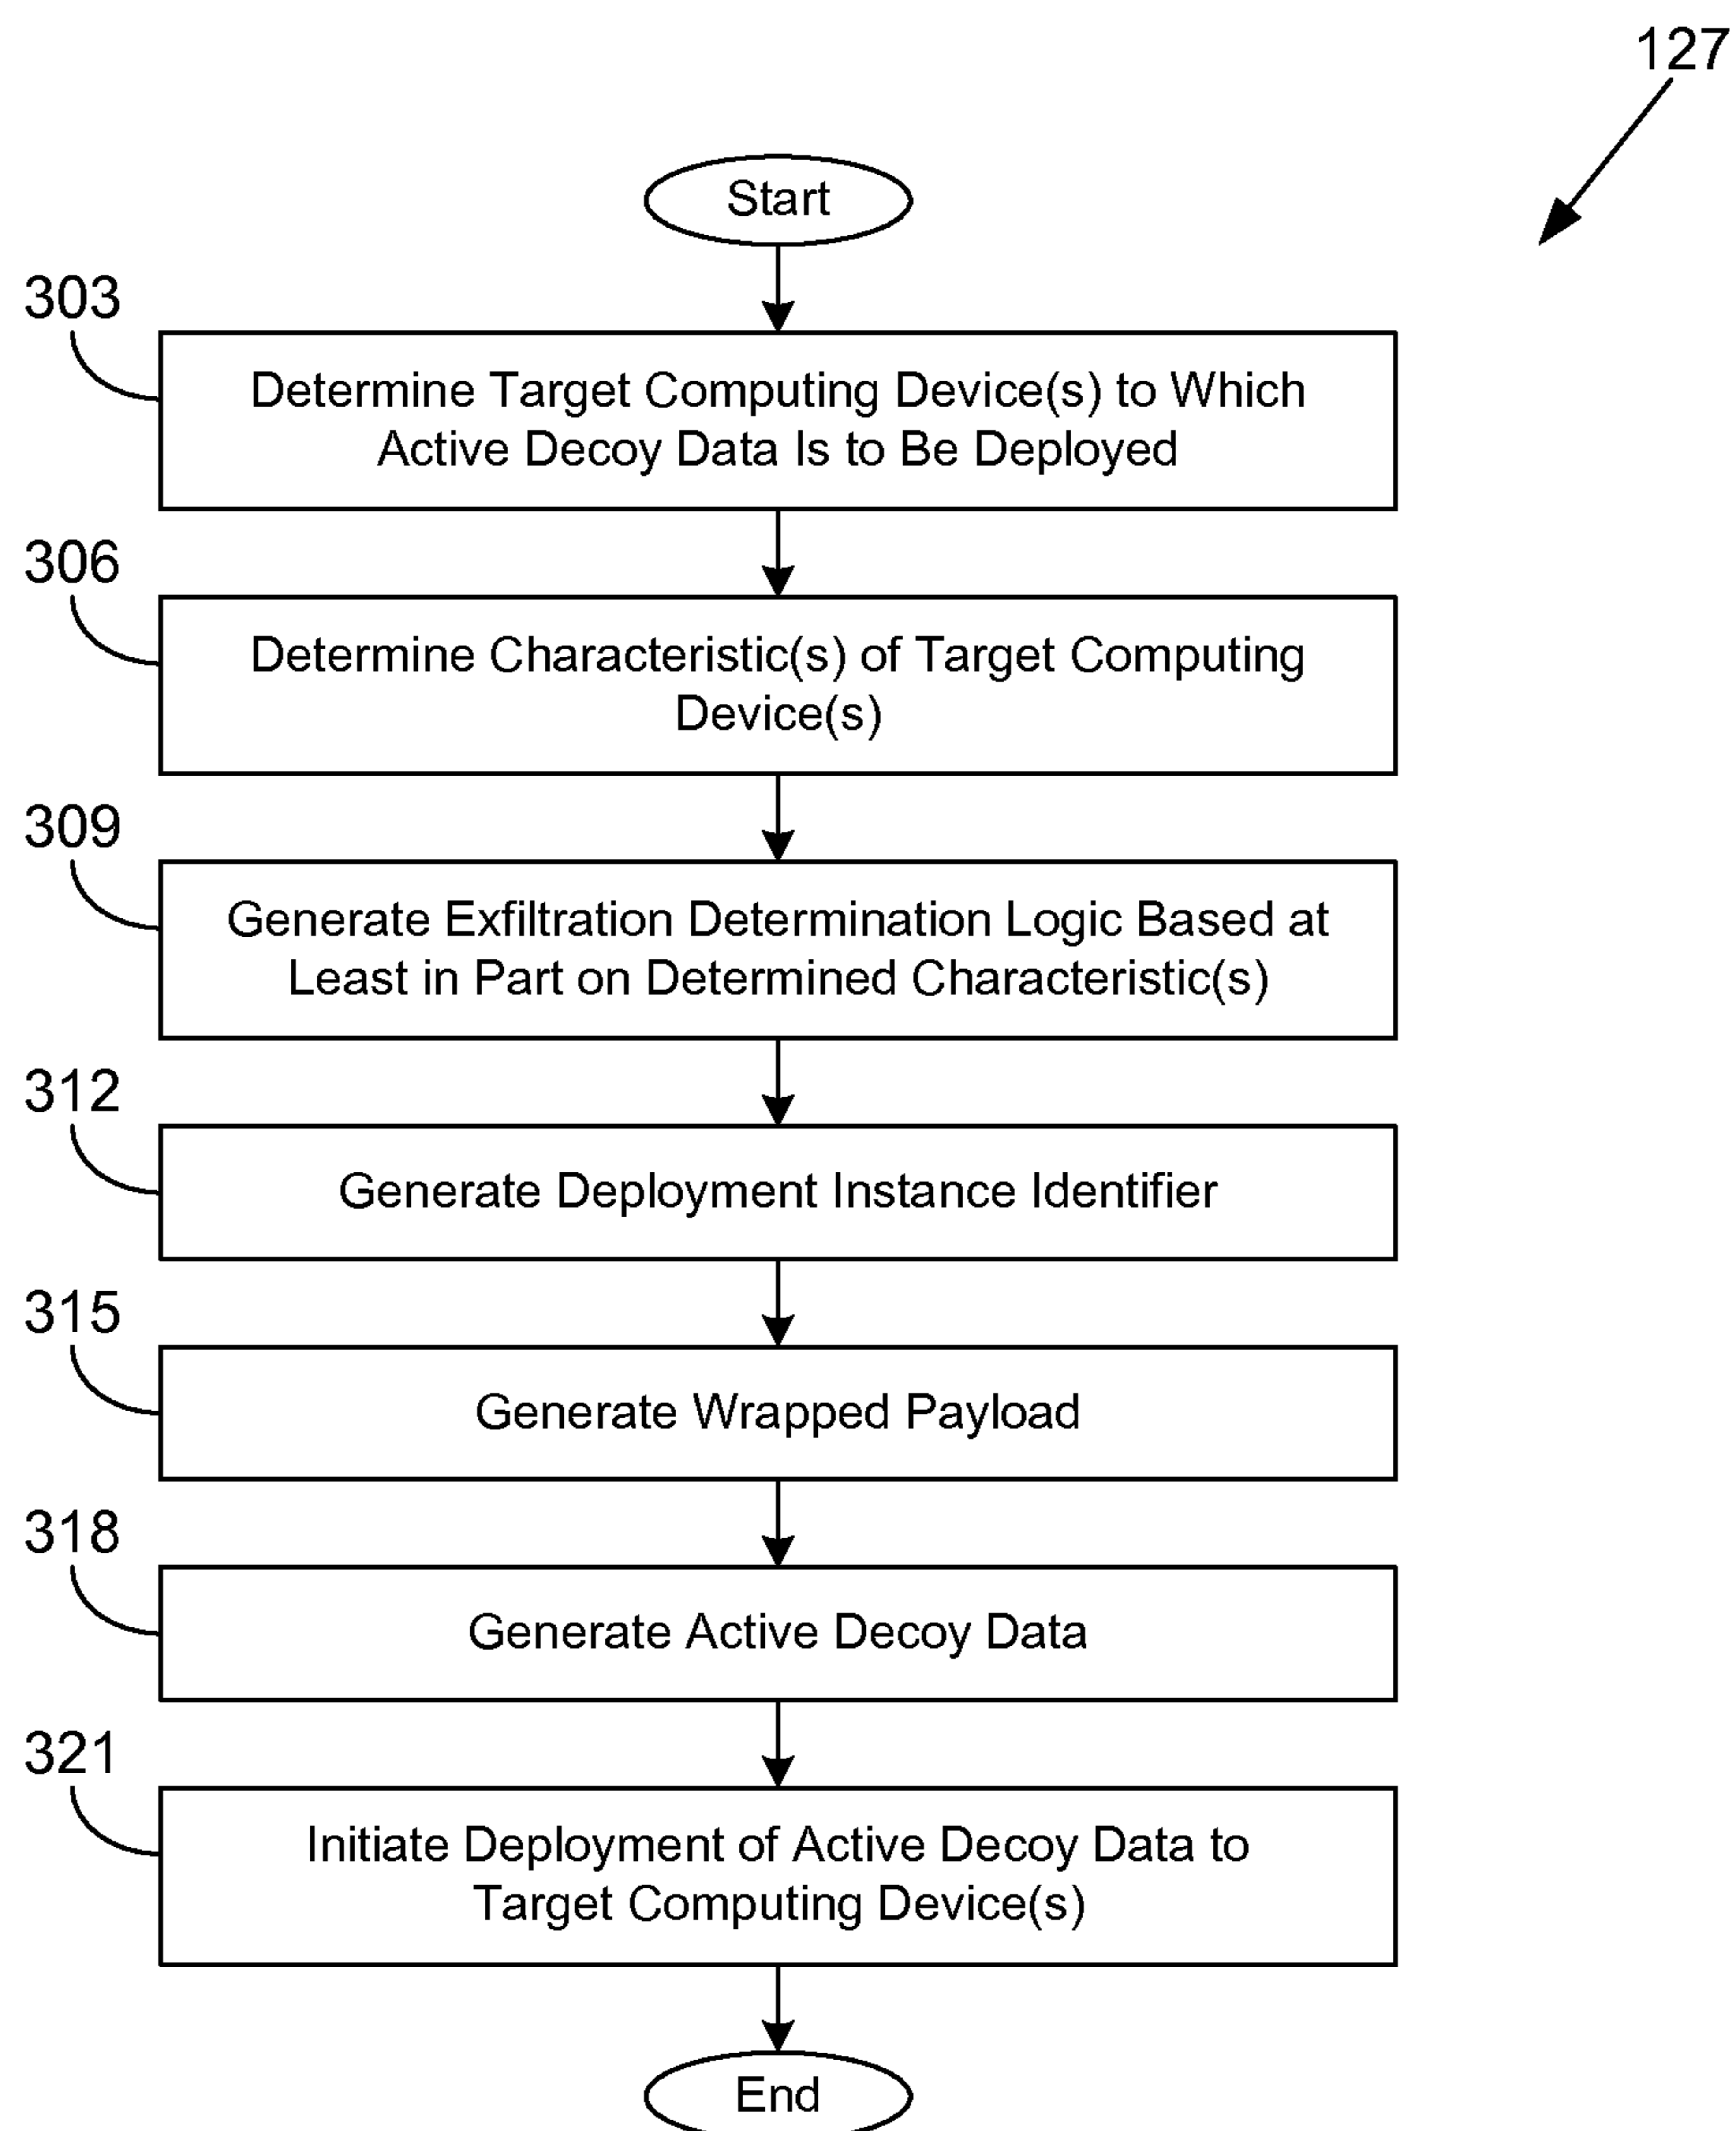 127
Start
303
Determine Target Computing Device(s) to Which
Active Decoy Data Is to Be Deployed
306
Determine Characteristic(s) of Target Computing
Device(s)
309
Generate Exfiltration Determination Logic Based at
Least in Part on Determined Characteristic(s)
312
Generate Deployment Instance Identifier
315
Generate Wrapped Payload
318
Generate Active Decoy Data
321
Initiate Deployment of Active Decoy Data to
Target Computing Device(s)
End